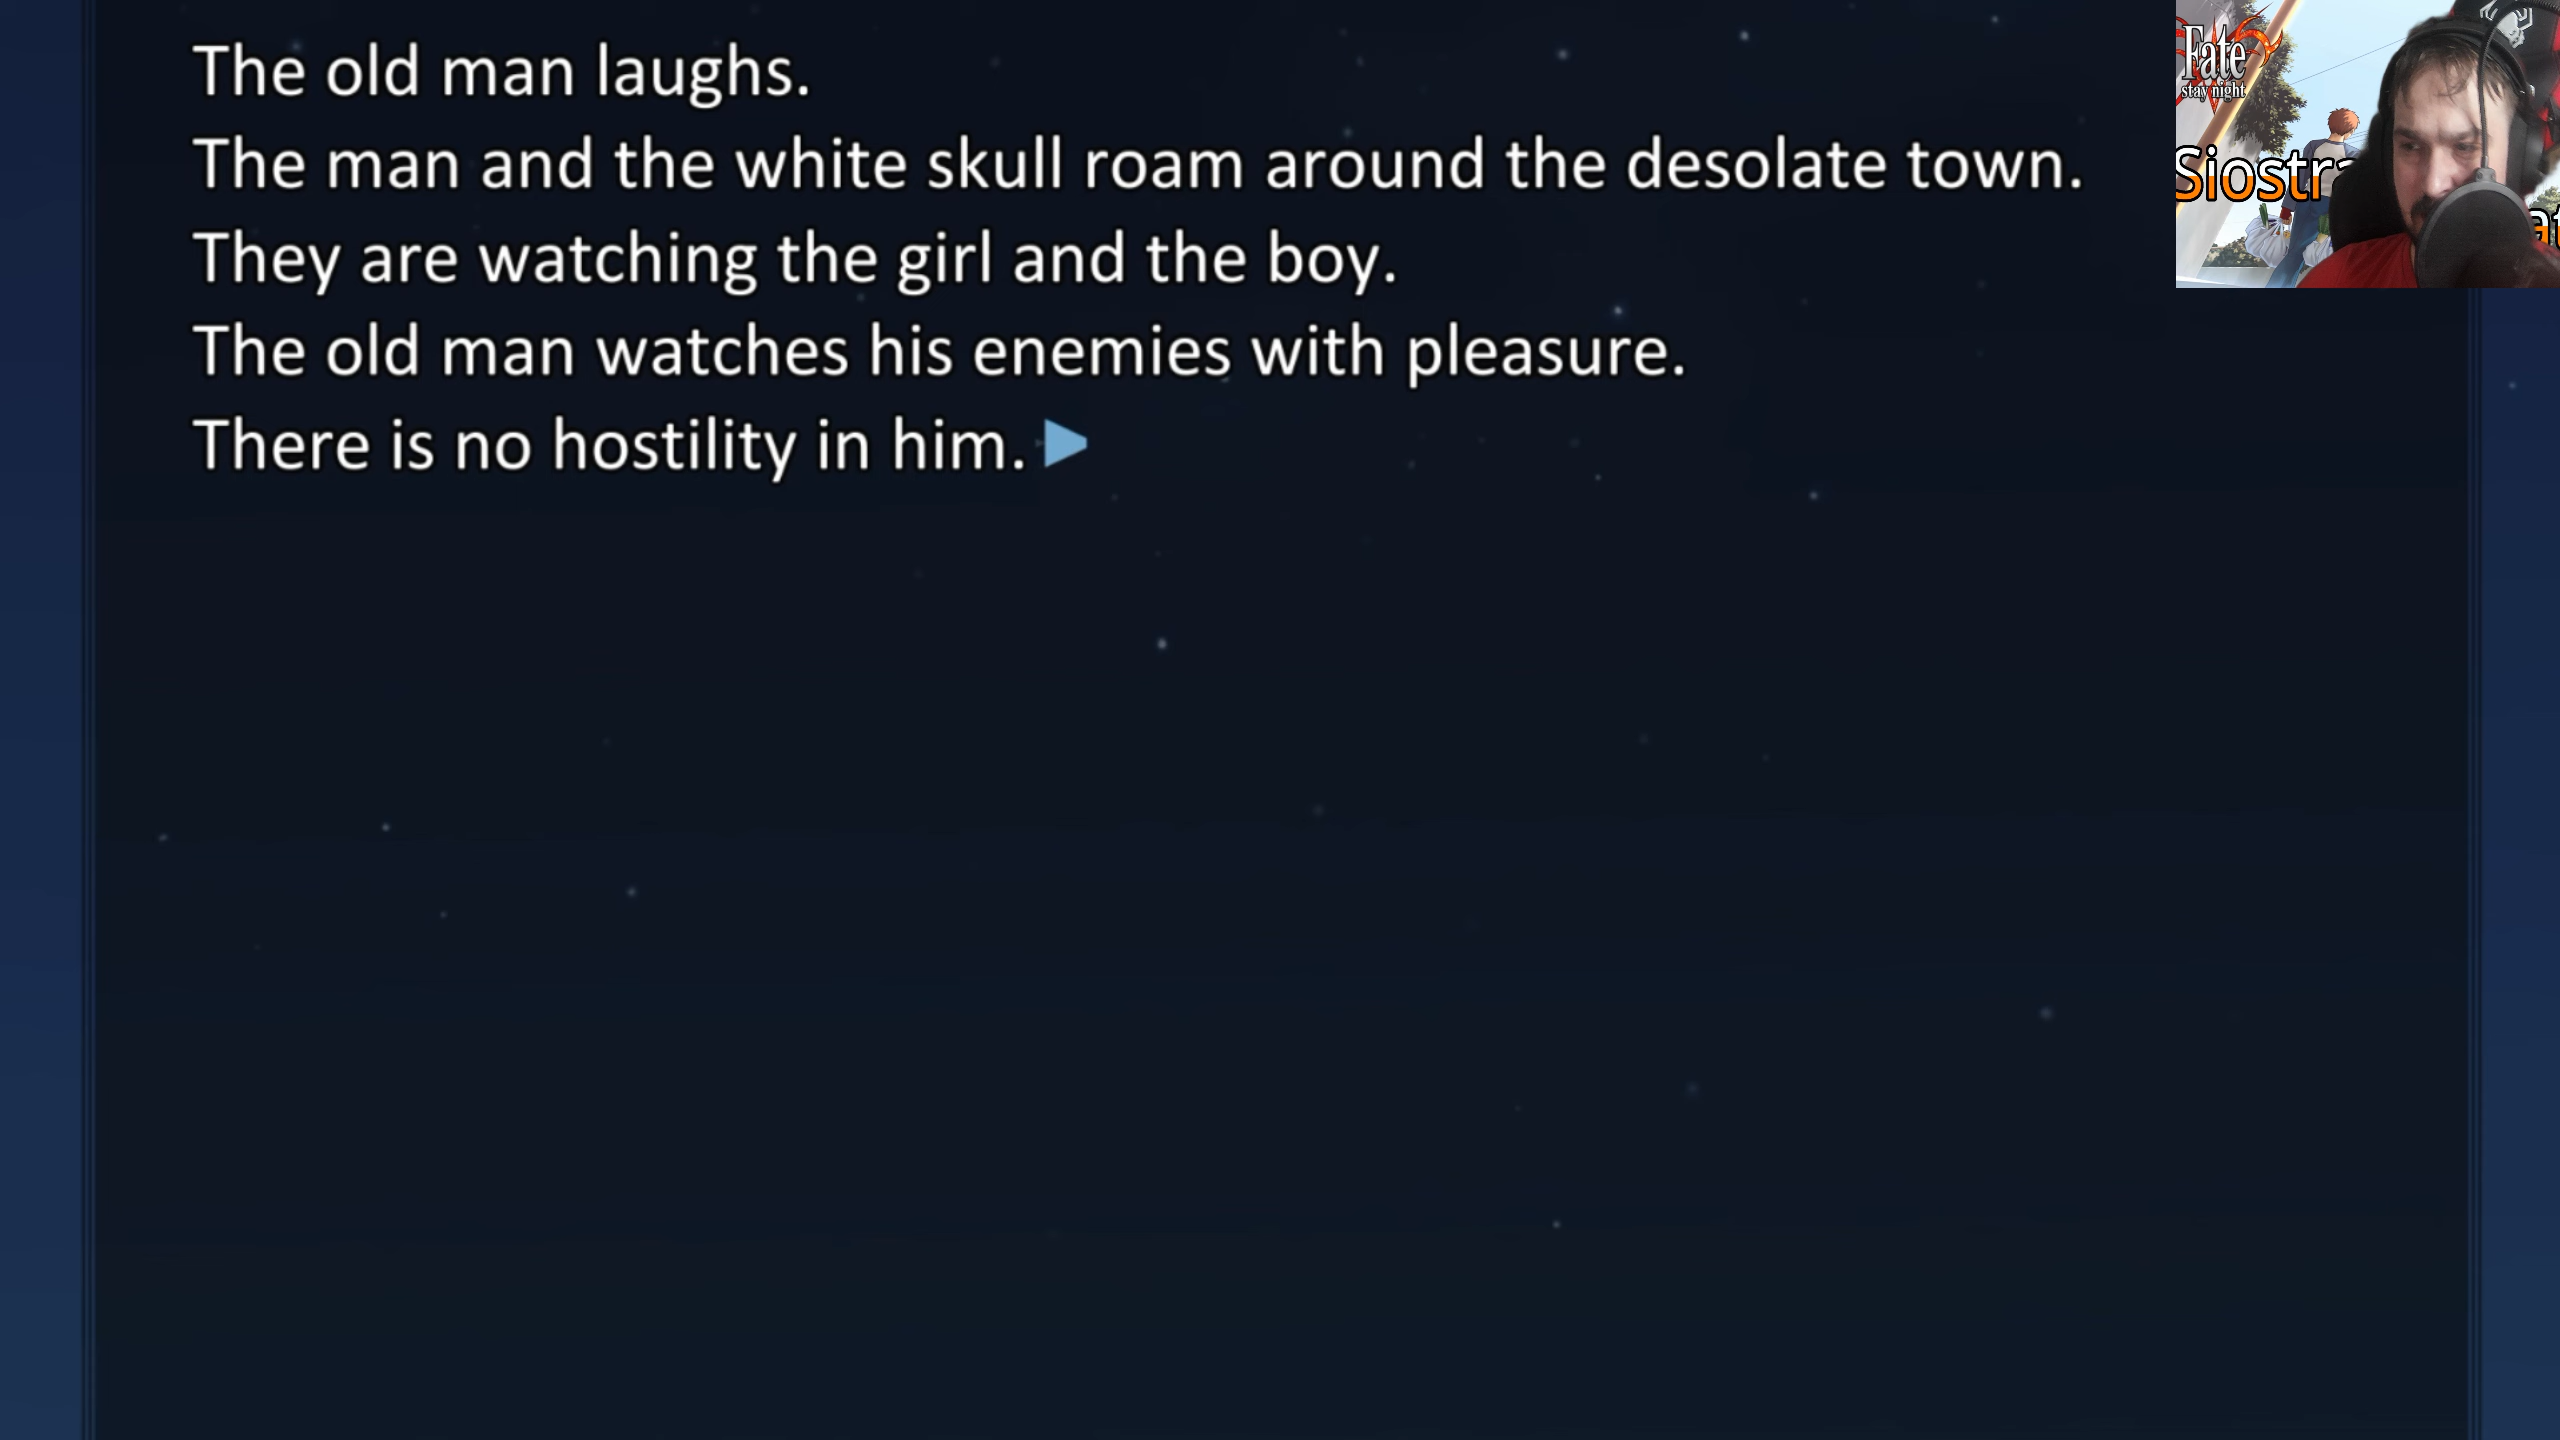 The old man laughs.
The man and the white skull roam around the desolate town.
They are watching the girl and the boy.
The old man watches his enemies with pleasure.
There is no hostility in him.
Fate
stay night